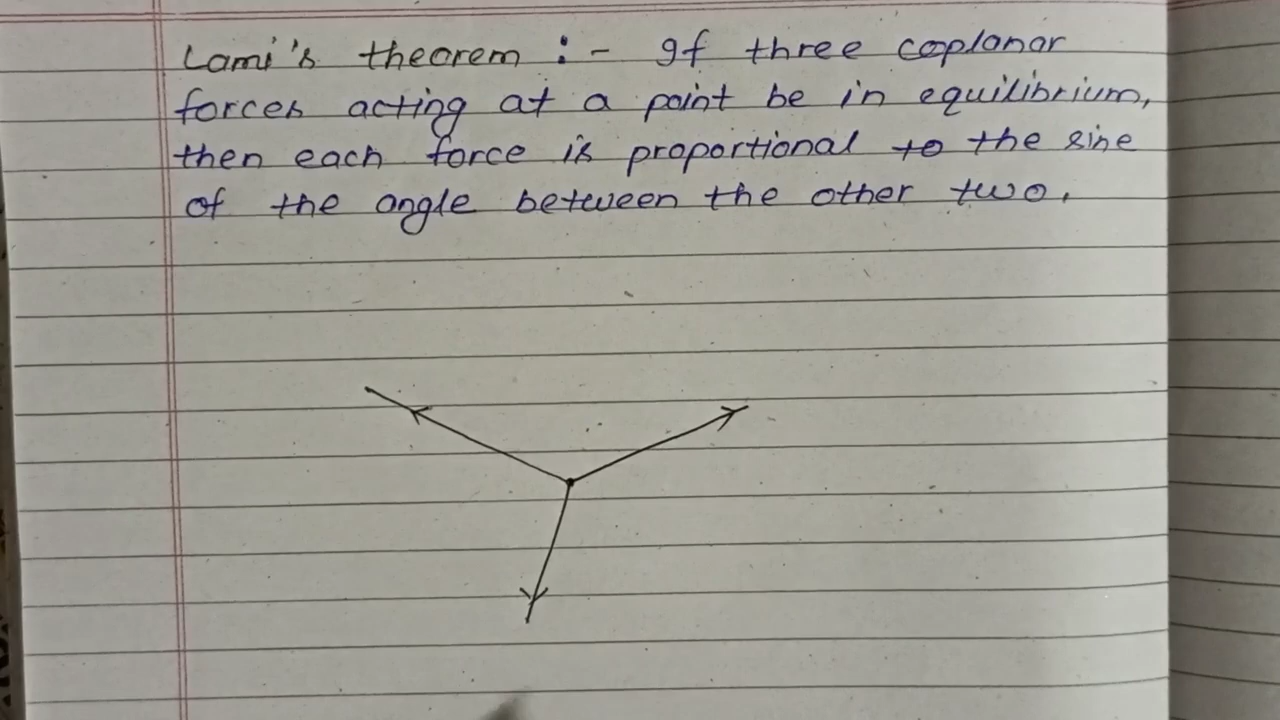 Lami's theorem :- If three coplanar
forces acting at a point be in equilibrium,
then each force is proportional to the sine
of the angle between the other two.